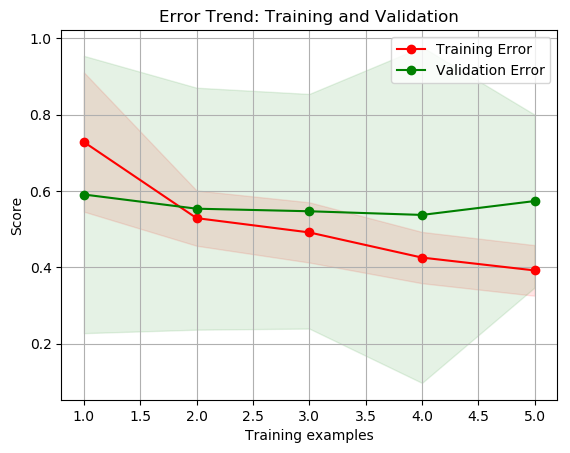 Error Trend: Training and Validation
Training Error
Validation Error
1.0
0.8
0.6
0.4
0.2
Score
1.0 1.5 2.0 2.5 3.0 3.5 4.0 4.5 5.0
Training examples